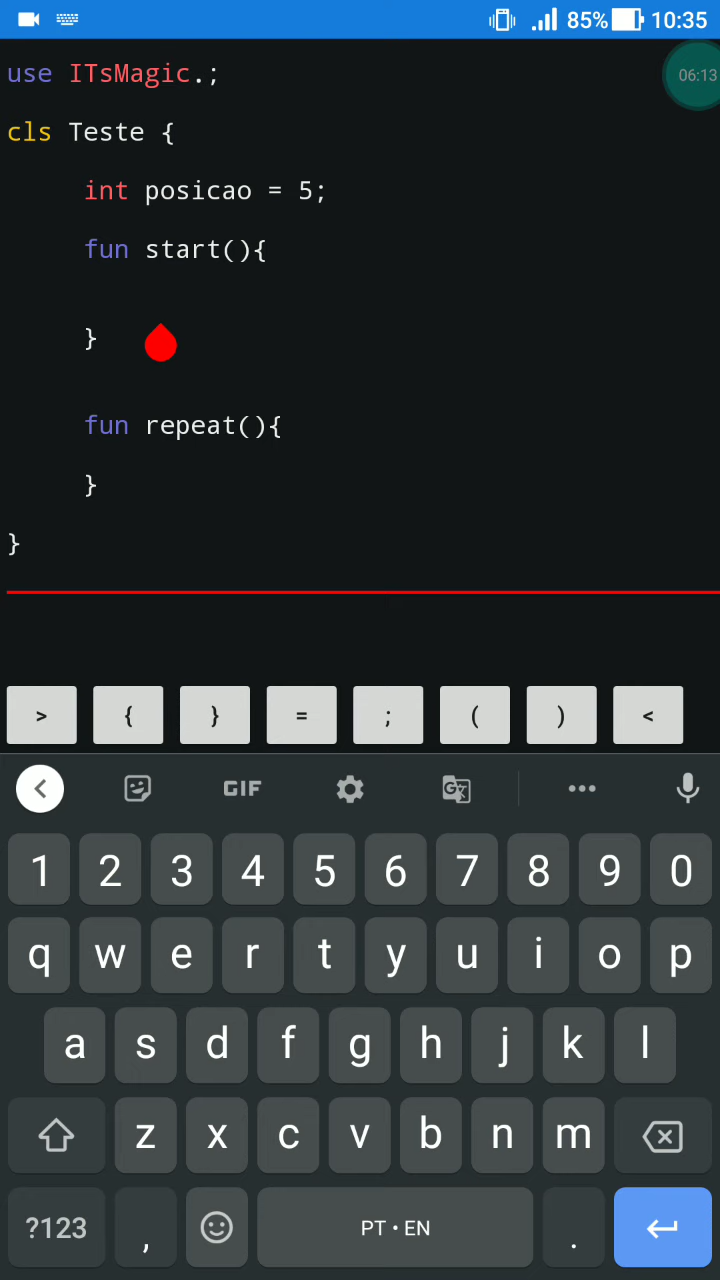 85% 10:35
06:13
use ITsMagic.;
cls Teste {
int posicao = 5;
fun start(){
}
fun repeat(){
}
}
> { } = ; ( ) <
GIF
1 2 3 4 5 6 7 8 9 0
q w e r t y u i o p
a s d f g h j k l
z x c v b n m
?123 , PT • EN .